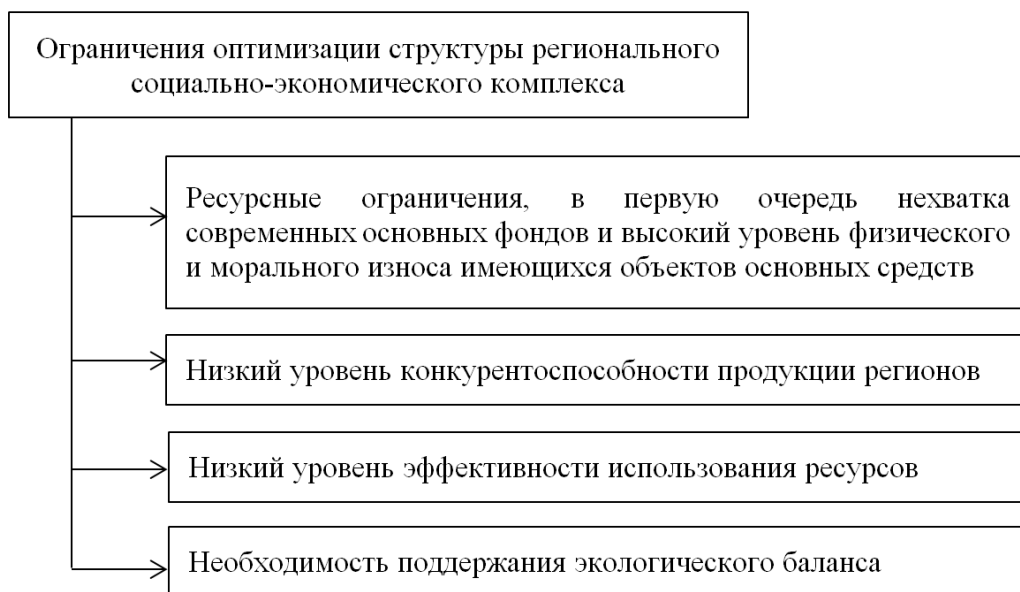 Ограничения оптимизации структуры регионального
социально-экономического комплекса
Ресурсные ограничения, в первую очередь нехватка
современных основных фондов и высокий уровень физического
и морального износа имеющихся объектов основных средств
Низкий уровень конкурентоспособности продукции регионов
Низкий уровень эффективности использования ресурсов
Необходимость поддержания экологического баланса